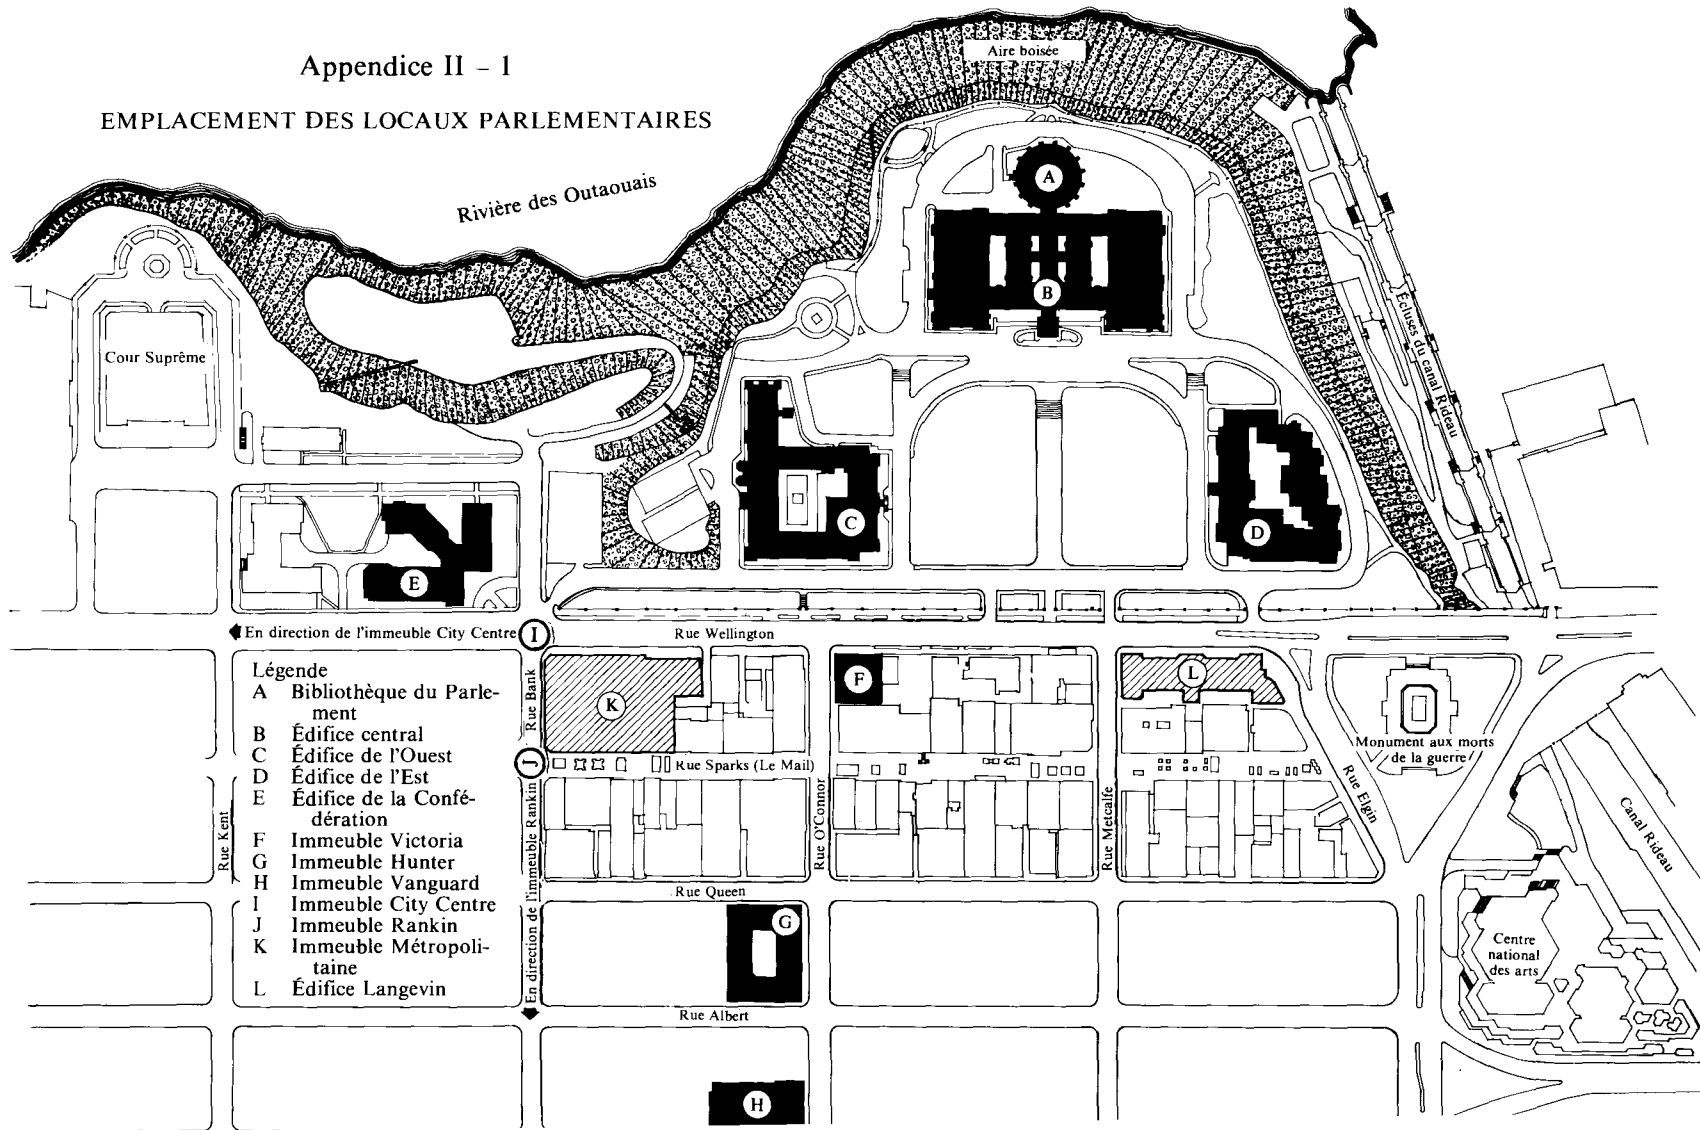 Appendice II – 1
EMPLACEMENT DES LOCAUX PARLEMENTAIRES
Aire boisée
Rivière des Outaouais
A
B
Cour Suprême
Écluses du canal Rideau
C
D
E
En direction de l'immeuble City Centre
I
Rue Wellington
Légende
A Bibliothèque du Parle-
ment
B Édifice central
C Édifice de l'Ouest
D Édifice de l'Est
E Édifice de la Confé-
dération
F Immeuble Victoria
G Immeuble Hunter
H Immeuble Vanguard
I Immeuble City Centre
J Immeuble Rankin
K Immeuble Métropoli-
taine
L Édifice Langevin
Rue Kent
Rue Bank
K
F
L
J
Rue Sparks (Le Mail)
Monument aux morts
de la guerre
En direction de l'immeuble Rankin
Rue O'Connor
Rue Metcalfe
Rue Elgin
Canal Rideau
Rue Queen
G
Centre
national
des arts
Rue Albert
H